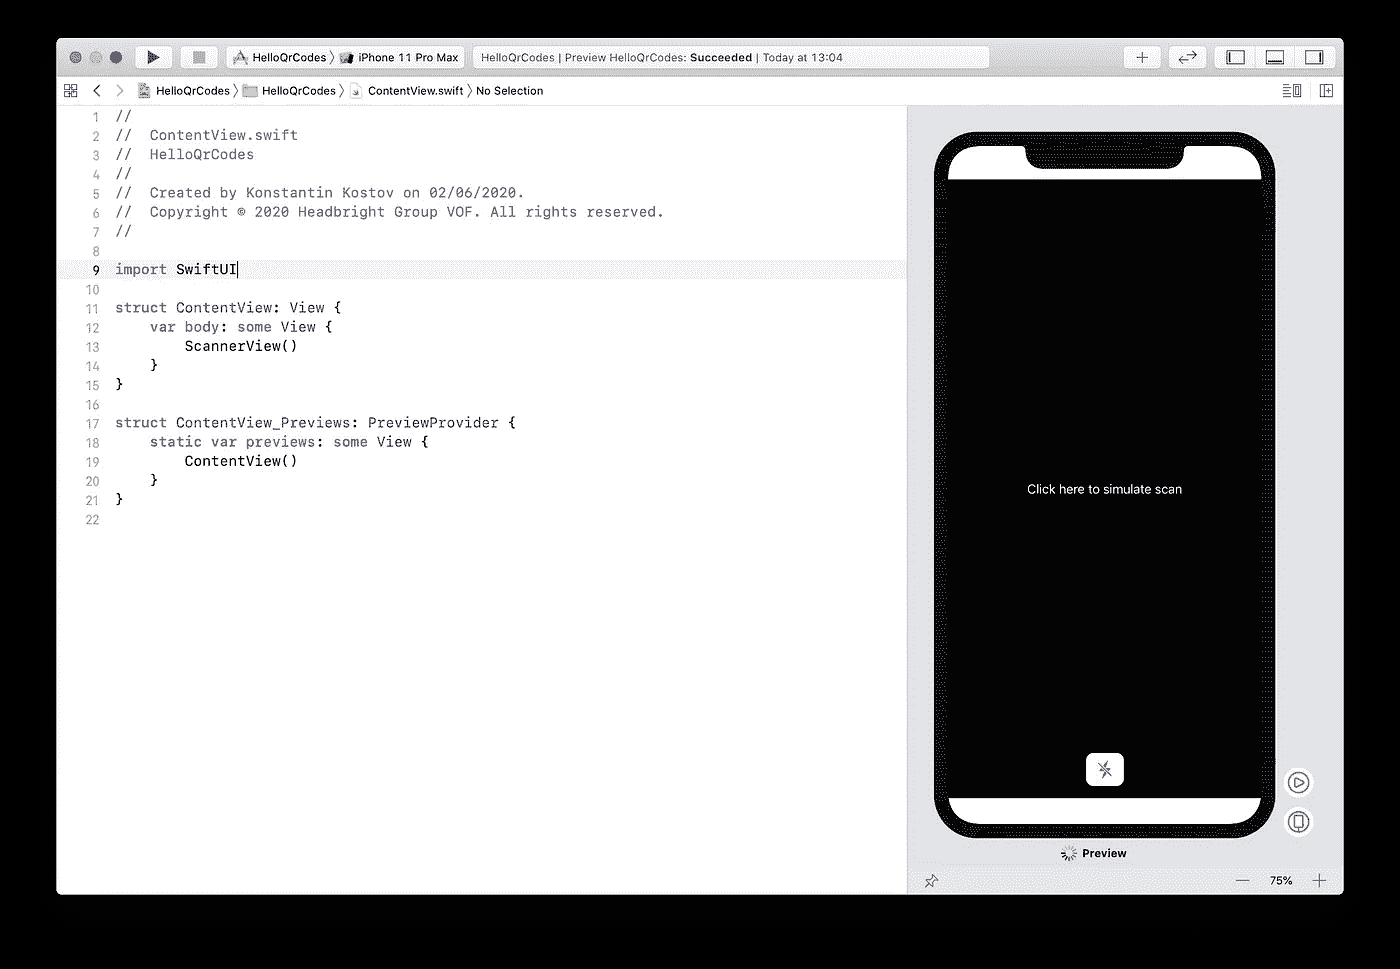 HelloQrCodes 〉 iPhone 11 Pro Max
HelloQrCodes | Preview HelloQrCodes: Succeeded | Today at 13:04
HelloQrCodes 〉 HelloQrCodes 〉 ContentView.swift 〉 No Selection
1 //
2 //  ContentView.swift
3 //  HelloQrCodes
4 //
5 //  Created by Konstantin Kostov on 02/06/2020.
6 //  Copyright © 2020 Headbright Group VOF. All rights reserved.
7 //
8
9 import SwiftUI
10
11 struct ContentView: View {
12     var body: some View {
13         ScannerView()
14     }
15 }
16
17 struct ContentView_Previews: PreviewProvider {
18     static var previews: some View {
19         ContentView()
20     }
21 }
22
Click here to simulate scan
Preview
75%